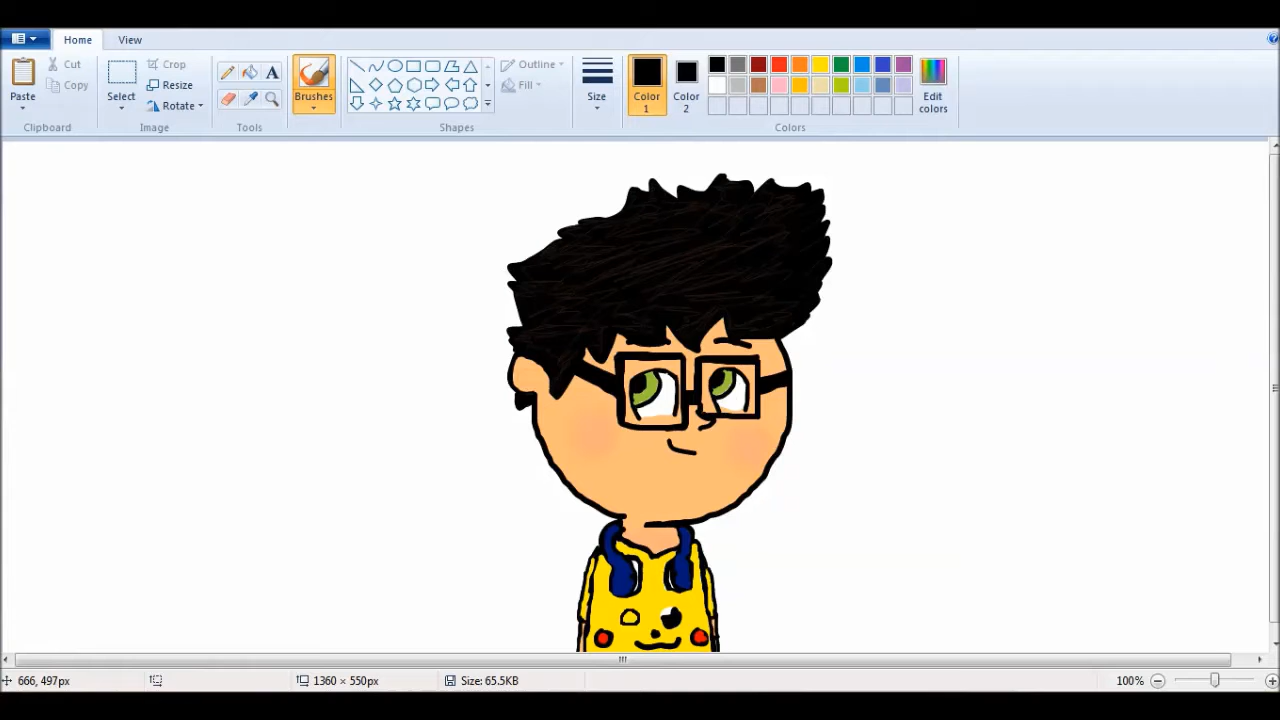 Home View
Paste
Cut
Copy
Clipboard
Select
Crop
Resize
Rotate
Image
A
Tools
Brushes
Outline
Fill
Shapes
Size
Color
1
Color
2
Edit
colors
Colors
666, 497px
1360 × 550px
Size: 65.5KB
100%